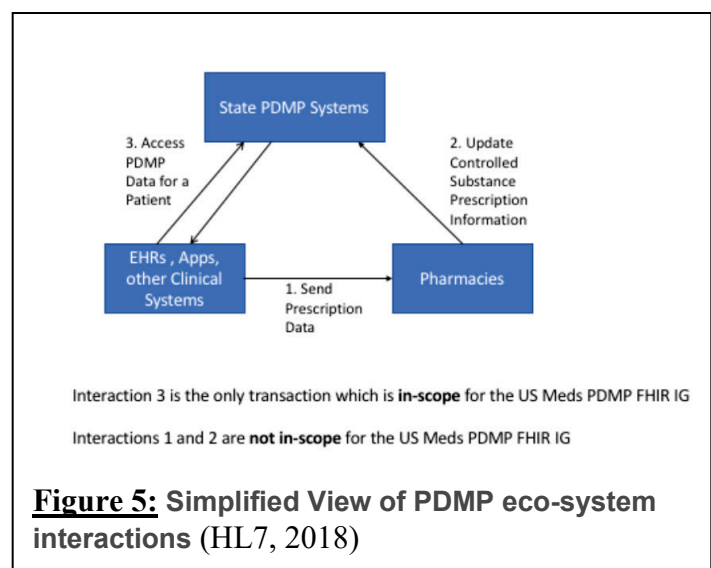 State PDMP Systems
3. Access
PDMP
Data for a
Patient
2. Update
Controlled
Substance
Prescription
Information
EHRs , Apps,
other Clinical
Systems
1. Send
Prescription
Data
Pharmacies
Interaction 3 is the only transaction which is in-scope for the US Meds PDMP FHIR IG
Interactions 1 and 2 are not in-scope for the US Meds PDMP FHIR IG
Figure 5: Simplified View of PDMP eco-system
interactions (HL7, 2018)